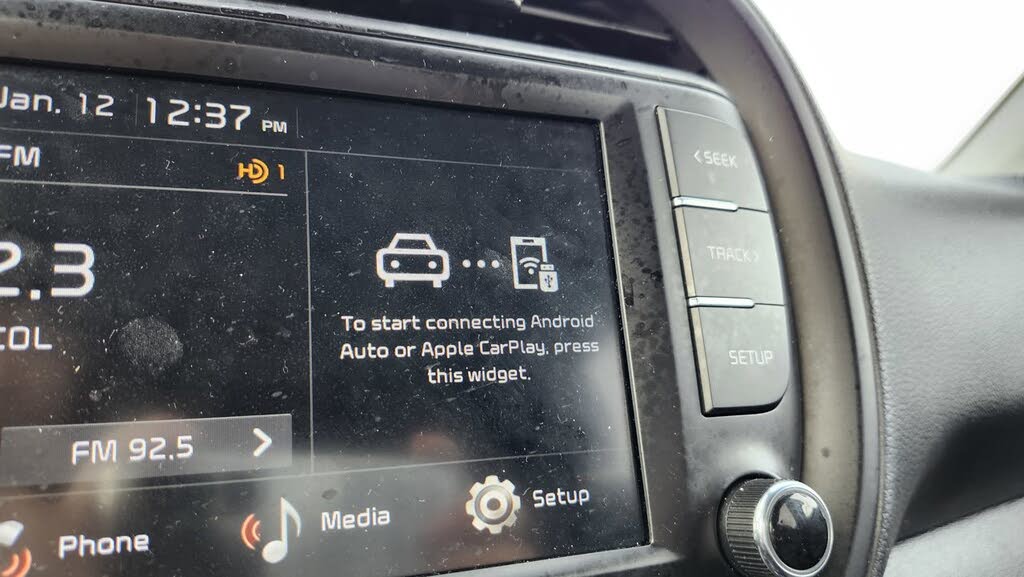 Jan. 12 12:37 PM
FM
HD 1
2.3
COL
To start connecting Android
Auto or Apple CarPlay, press
this widget.
FM 92.5 >
Phone
Media
Setup
<SEEK
TRACK>
SETUP